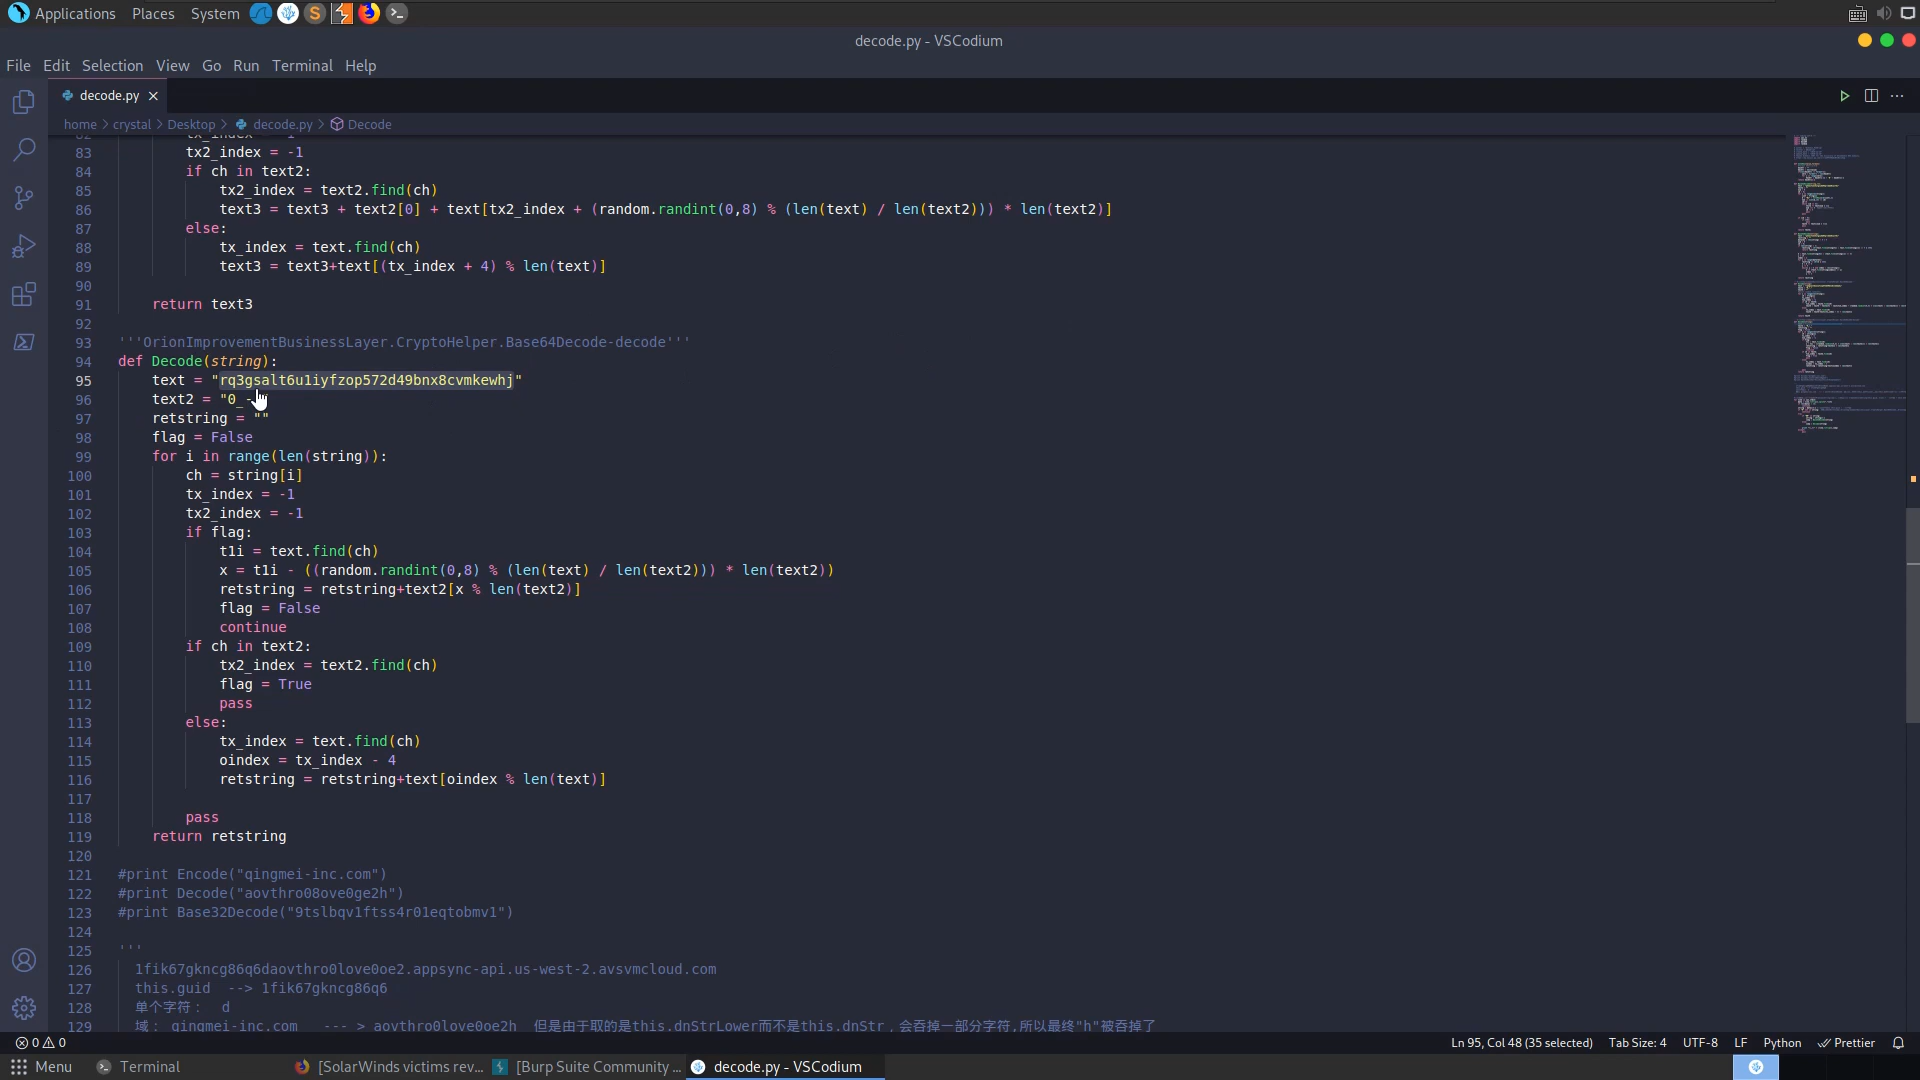 Applications Places System
decode.py - VSCodium
File Edit Selection View Go Run Terminal Help
decode.py
home > crystal > Desktop > decode.py > Decode
83 tx2_index = -1
84 if ch in text2:
85 tx2_index = text2.find(ch)
86 text3 = text3 + text2[0] + text[tx2_index + (random.randint(0,8) % (len(text) / len(text2))) * len(text2)]
87 else:
88 tx_index = text.find(ch)
89 text3 = text3+text[(tx_index + 4) % len(text)]
90
91 return text3
92
93 '''OrionImprovementBusinessLayer.CryptoHelper.Base64Decode-decode'''
94 def Decode(string):
95 text = "rq3gsalt6u1iyfzop572d49bnx8cvmkewhj"
96 text2 = "0_-
97 retstring = ""
98 flag = False
99 for i in range(len(string)):
100 ch = string[i]
101 tx_index = -1
102 tx2_index = -1
103 if flag:
104 t1i = text.find(ch)
105 x = t1i - ((random.randint(0,8) % (len(text) / len(text2))) * len(text2))
106 retstring = retstring+text2[x % len(text2)]
107 flag = False
108 continue
109 if ch in text2:
110 tx2_index = text2.find(ch)
111 flag = True
112 pass
113 else:
114 tx_index = text.find(ch)
115 oindex = tx_index - 4
116 retstring = retstring+text[oindex % len(text)]
117
118 pass
119 return retstring
120
121 #print Encode("qingmei-inc.com")
122 #print Decode("aovthro08ove0ge2h")
123 #print Base32Decode("9tslbqv1ftss4r01eqtobmv1")
124
125 '''
126 1fik67gkncg86q6daovthro0love0oe2.appsync-api.us-west-2.avsvmcloud.com
127 this.guid --> 1fik67gkncg86q6
128 单个字符： d
129 域： qingmei-inc.com --- > aovthro0love0oe2h 但是由于取的是this.dnStrLower而不是this.dnStr，会吞掉一部分字符,所以最终"h"被吞掉了
0 0 Ln 95, Col 48 (35 selected) Tab Size: 4 UTF-8 LF Python Prettier
Menu Terminal [SolarWinds victims rev... [Burp Suite Community ... decode.py - VSCodium